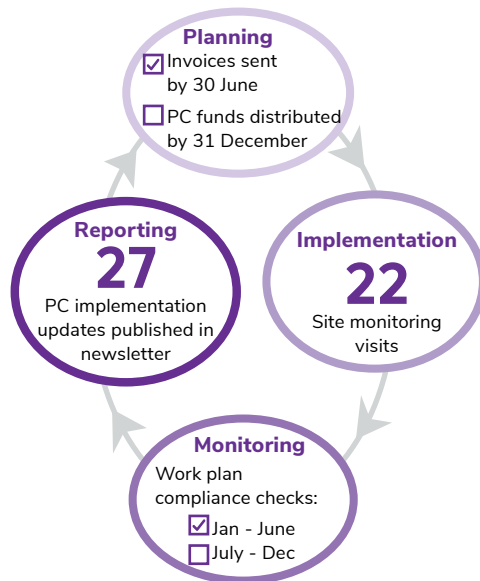 Planning
Invoices sent
by 30 June
PC funds distributed
by 31 December
Implementation
22
Site monitoring
visits
Monitoring
Work plan
compliance checks:
Jan - June
July - Dec
Reporting
27
PC implementation
updates published in
newsletter